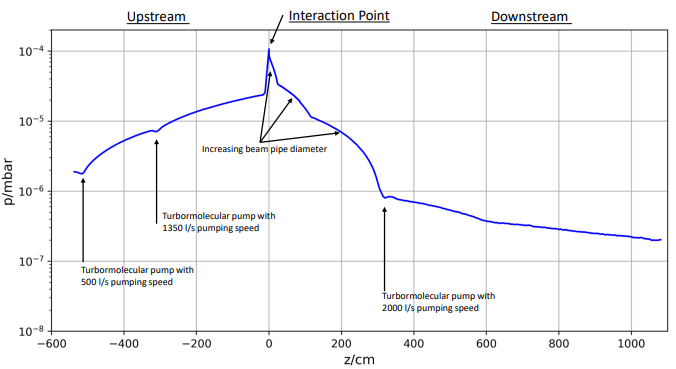 Upstream
Interaction Point
Downstream
10⁻⁴
10⁻⁵
10⁻⁶
10⁻⁷
10⁻⁸
p/mbar
Increasing beam pipe diameter
Turbormolecular pump with
1350 l/s pumping speed
Turbormolecular pump with
500 l/s pumping speed
Turbormolecular pump with
2000 l/s pumping speed
−600 −400 −200 0 200 400 600 800 1000
z/cm